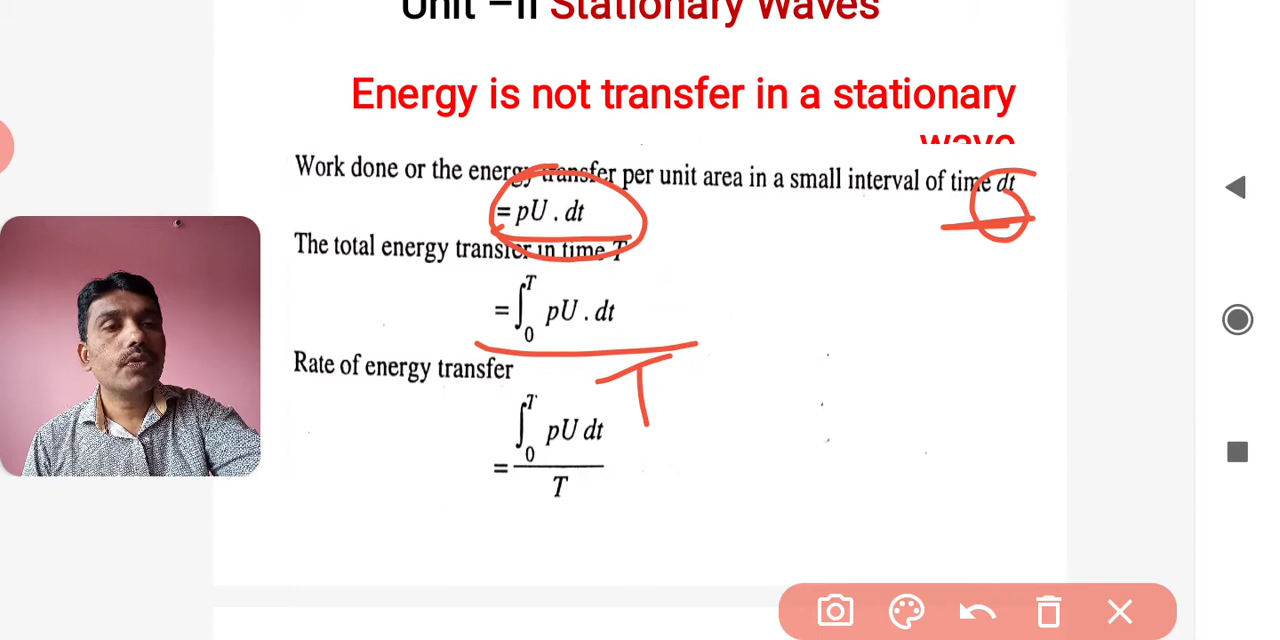 Unit –II Stationary Waves
Energy is not transfer in a stationary
wave
Work done or the energy transfer per unit area in a small interval of time dt
= pU . dt
The total energy transfer in time T
= ∫₀ᵀ pU . dt
T
Rate of energy transfer
= ∫₀ᵀ pU dt / T